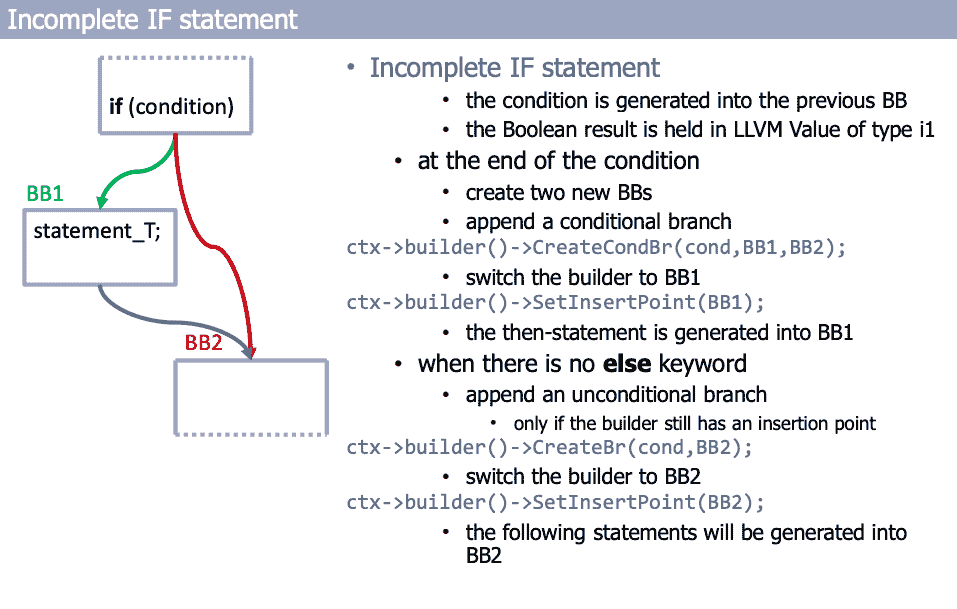 Incomplete IF statement
if (condition)
BB1
statement_T;
BB2
• Incomplete IF statement
• the condition is generated into the previous BB
• the Boolean result is held in LLVM Value of type i1
• at the end of the condition
• create two new BBs
• append a conditional branch
ctx->builder()->CreateCondBr(cond,BB1,BB2);
• switch the builder to BB1
ctx->builder()->SetInsertPoint(BB1);
• the then-statement is generated into BB1
• when there is no else keyword
• append an unconditional branch
• only if the builder still has an insertion point
ctx->builder()->CreateBr(cond,BB2);
• switch the builder to BB2
ctx->builder()->SetInsertPoint(BB2);
• the following statements will be generated into
BB2